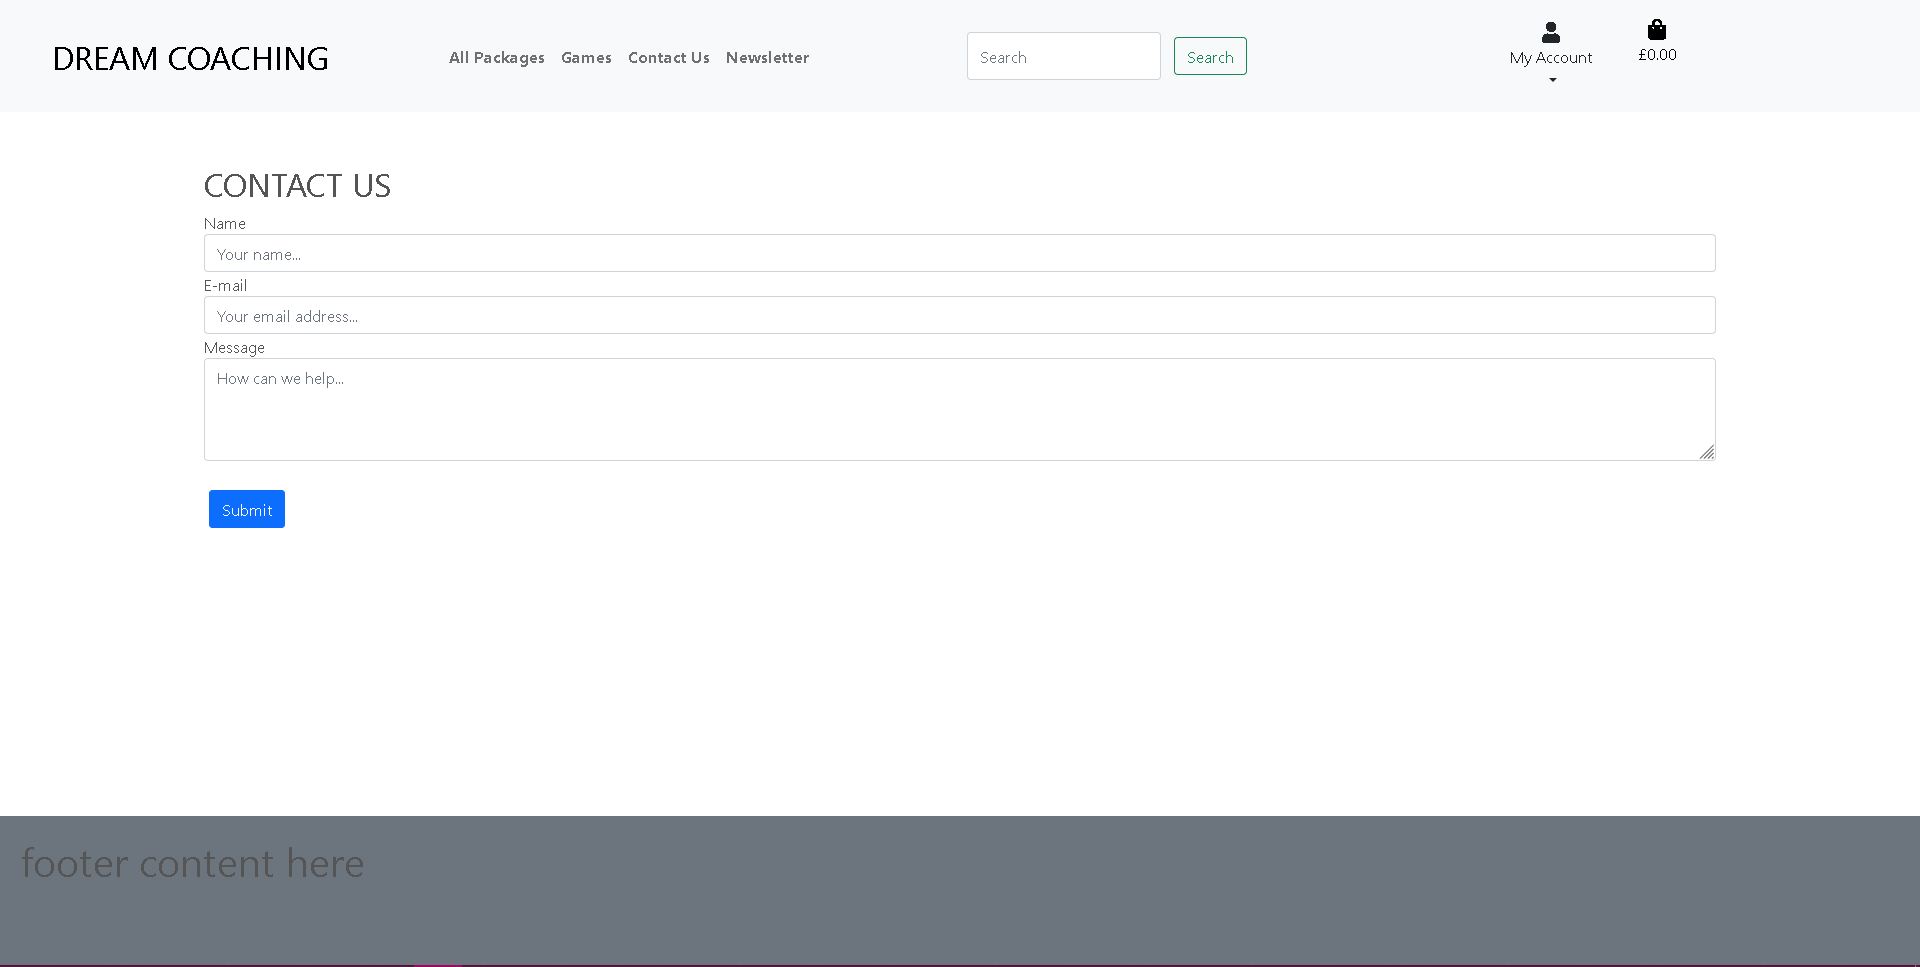 DREAM COACHING
All Packages Games Contact Us Newsletter
Search
Search
My Account
£0.00
CONTACT US
Name
Your name...
E-mail
Your email address...
Message
How can we help...
Submit
footer content here